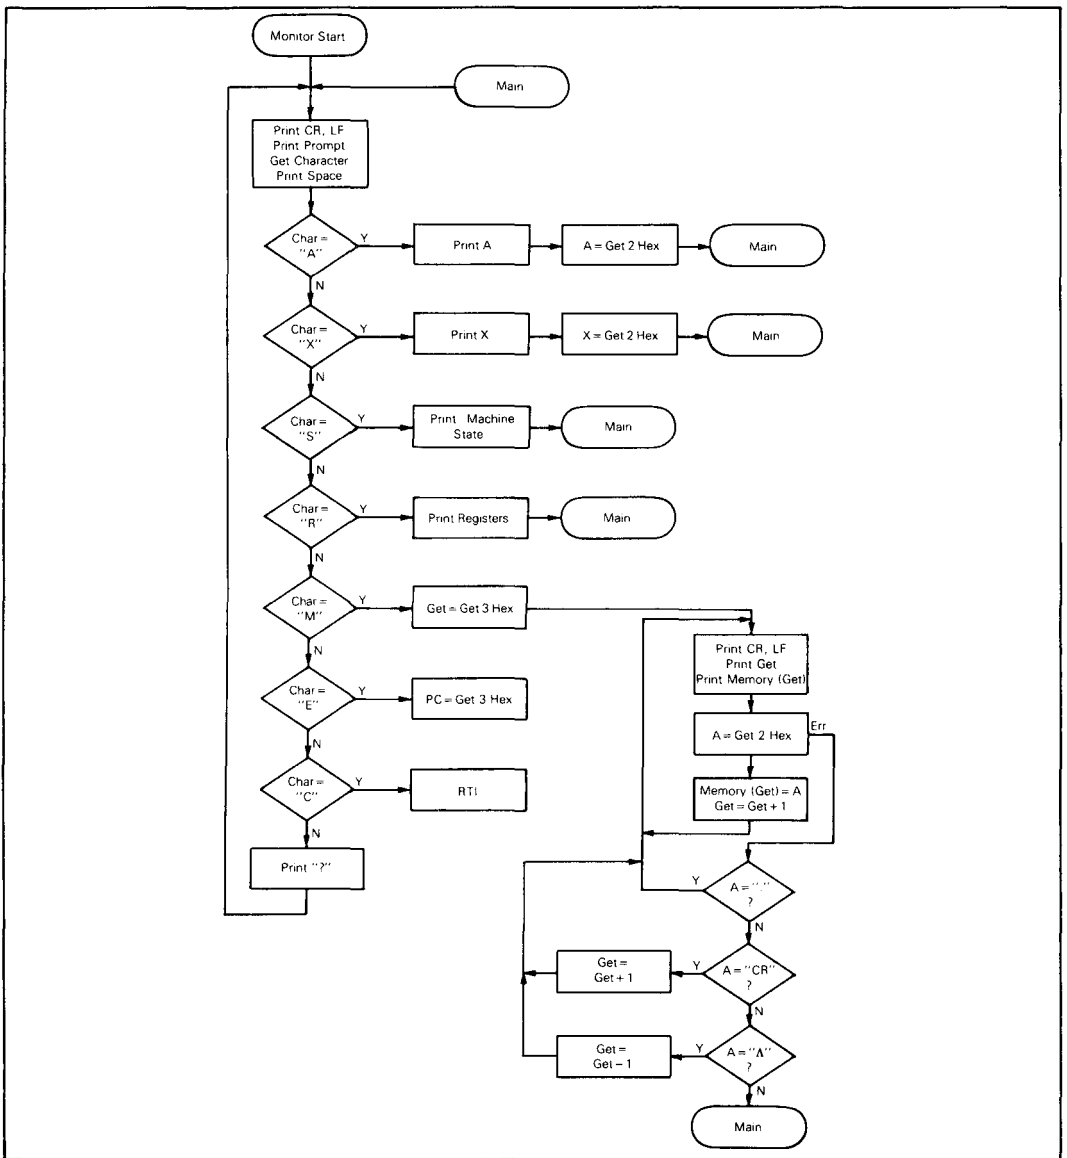 Monitor Start
Main
Print CR, LF
Print Prompt
Get Character
Print Space
Char =
"A"
Y
Print A
A = Get 2 Hex
Main
N
Char =
"X"
Y
Print X
X = Get 2 Hex
Main
N
Char =
"S"
Y
Print Machine
State
Main
N
Char =
"R"
Y
Print Registers
Main
N
Char =
"M"
Y
Get = Get 3 Hex
N
Print CR, LF
Print Get
Print Memory (Get)
Char =
"E"
Y
PC = Get 3 Hex
A = Get 2 Hex
Err
N
Char =
"C"
Y
RTI
Memory (Get) = A
Get = Get + 1
N
Print "?"
A = "."
?
Y
N
Get =
Get + 1
Y
A = "CR"
?
N
Get =
Get – 1
Y
A = "Λ"
?
N
Main